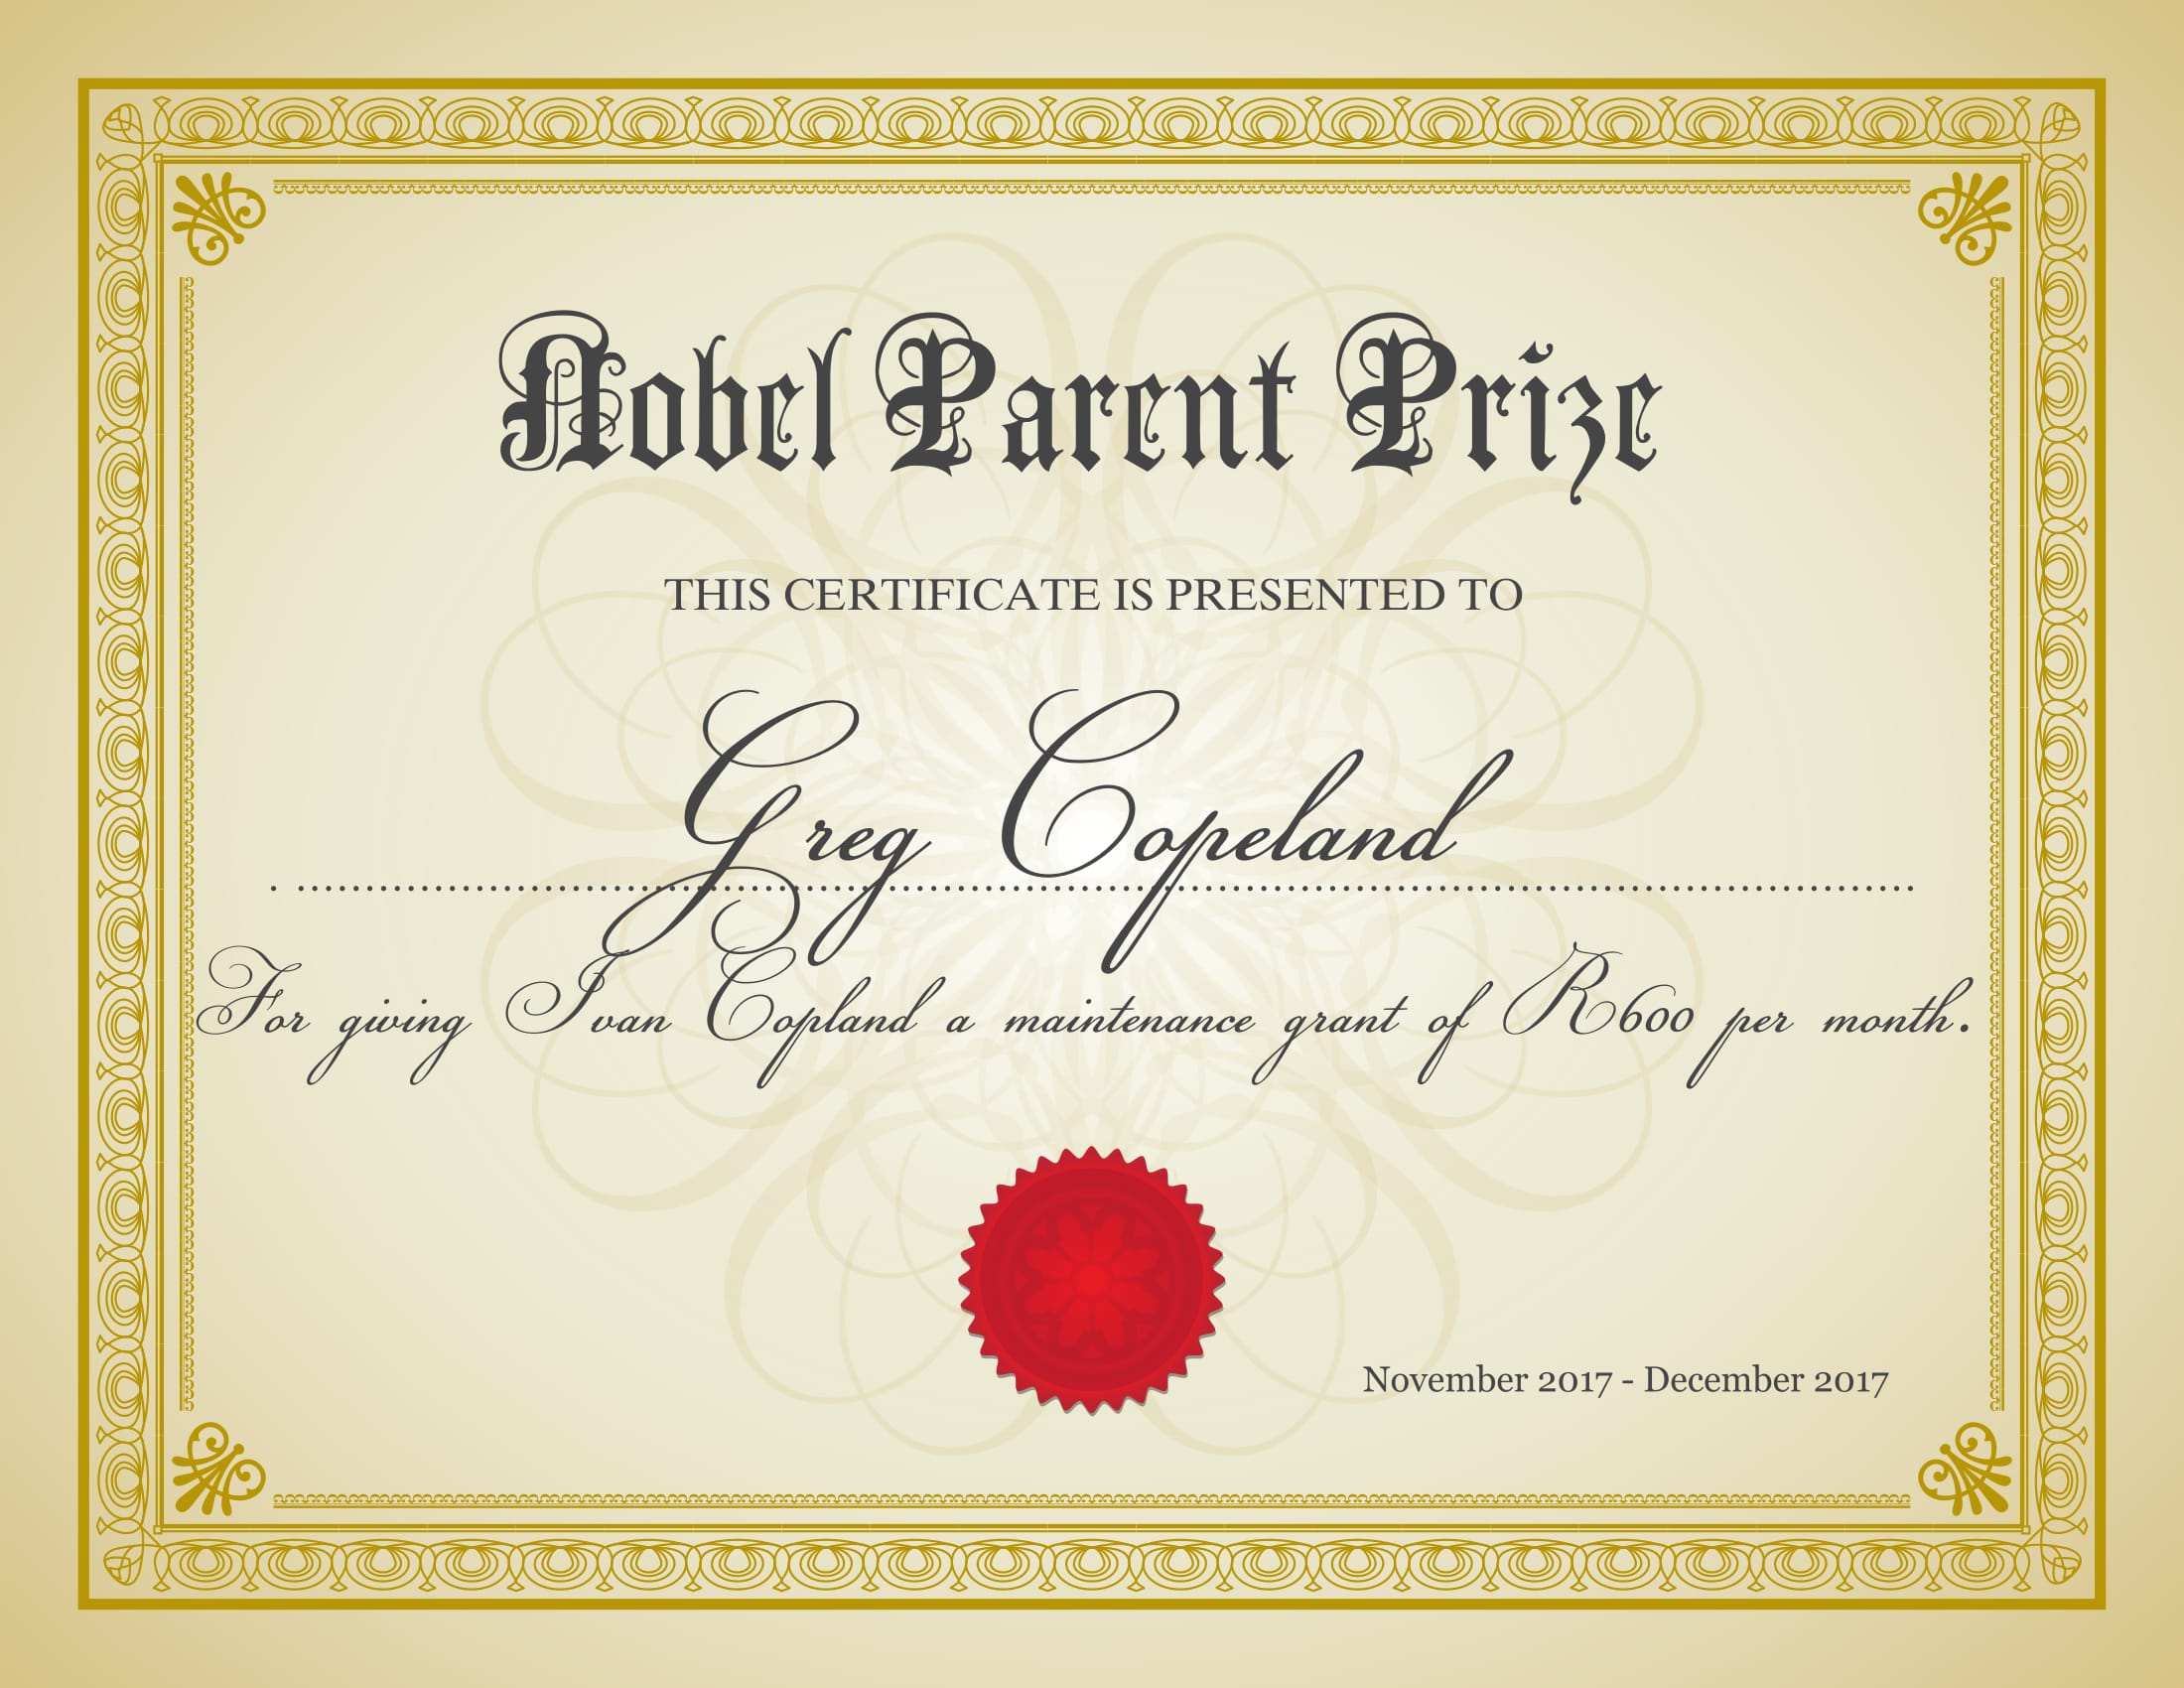 Nobel Parent Prize
THIS CERTIFICATE IS PRESENTED TO
Greg Copeland
For giving Ivan Copland a maintenance grant of R600 per month.
November 2017 - December 2017